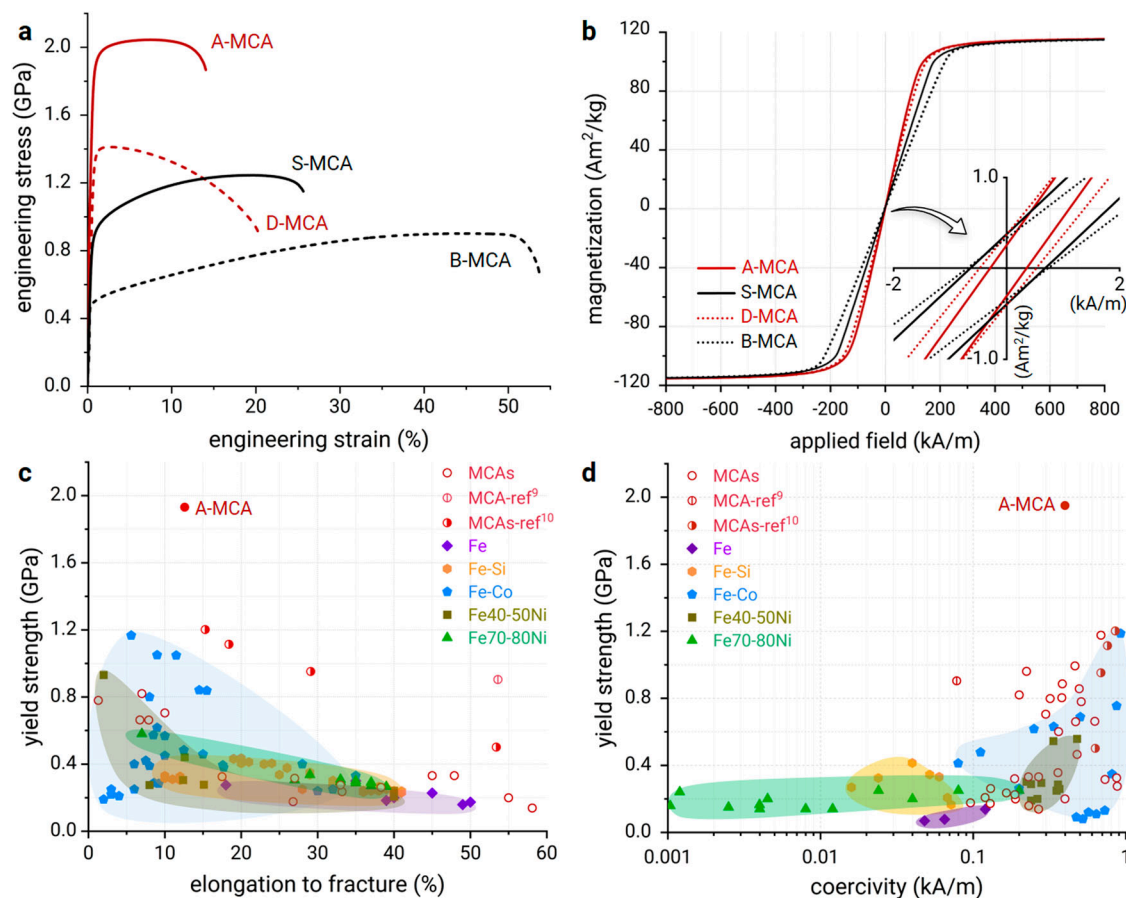 a
engineering stress (GPa)
2.0
1.6
1.2
0.8
0.4
0.0
A-MCA
S-MCA
D-MCA
B-MCA
0 10 20 30 40 50
engineering strain (%)
b
magnetization (Am²/kg)
120
80
40
0
-40
-80
-120
A-MCA
S-MCA
D-MCA
B-MCA
1.0
-2 2
(kA/m)
-1.0
(Am²/kg)
-800 -600 -400 -200 0 200 400 600 800
applied field (kA/m)
c
yield strength (GPa)
2.0
1.6
1.2
0.8
0.4
0.0
A-MCA
MCAs
MCA-ref⁹
MCAs-ref¹⁰
Fe
Fe-Si
Fe-Co
Fe40-50Ni
Fe70-80Ni
0 10 20 30 40 50 60
elongation to fracture (%)
d
yield strength (GPa)
2.0
1.6
1.2
0.8
0.4
0.0
MCAs
MCA-ref⁹
MCAs-ref¹⁰
Fe
Fe-Si
Fe-Co
Fe40-50Ni
Fe70-80Ni
A-MCA
0.001 0.01 0.1 1
coercivity (kA/m)